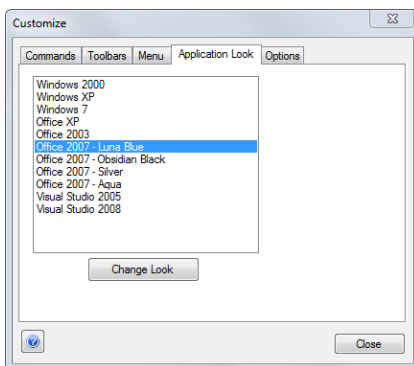 Customize
Commands Toolbars Menu Application Look Options
Windows 2000
Windows XP
Windows 7
Office XP
Office 2003
Office 2007 - Luna Blue
Office 2007 - Obsidian Black
Office 2007 - Silver
Office 2007 - Aqua
Visual Studio 2005
Visual Studio 2008
Change Look
Close